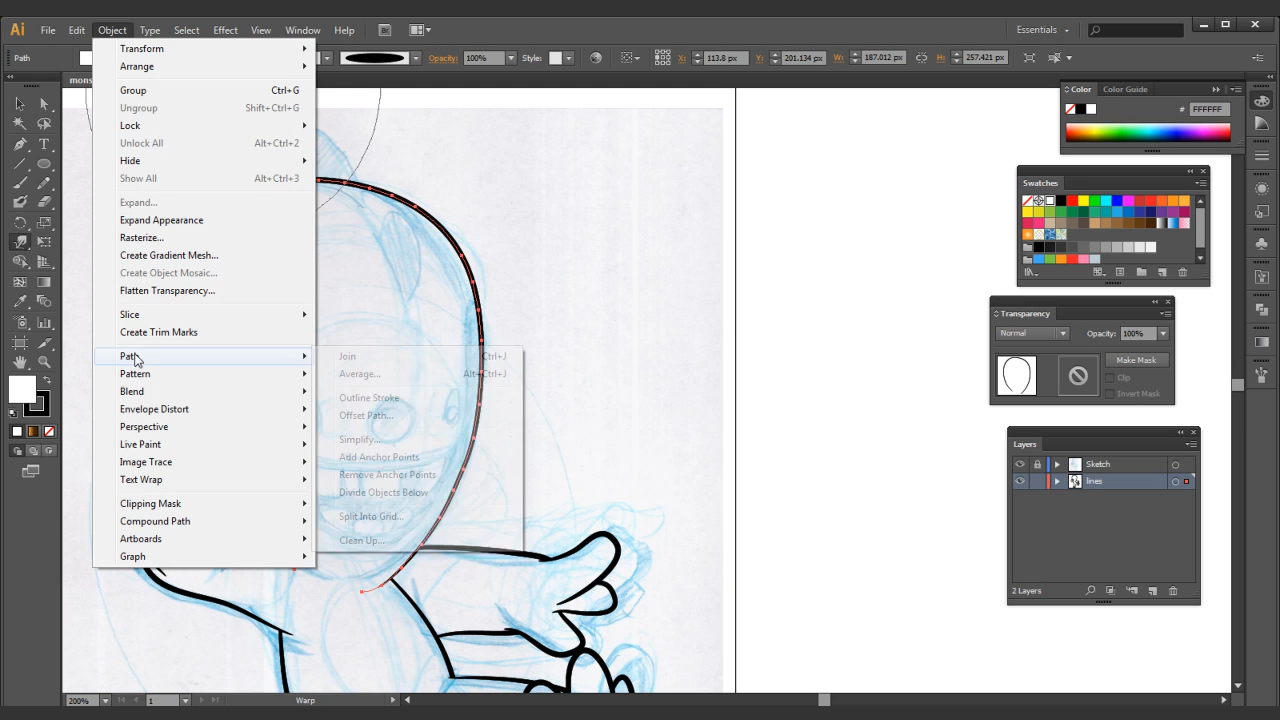 Ai File Edit Object Type Select Effect View Window Essentials
Path Opacity: 100% Style: X: 113.8 px Y: 201.134 px W: 187.012 px H: 257.421 px
mons
Transform
Arrange
Group Ctrl+G
Ungroup Shift+Ctrl+G
Lock
Unlock All Alt+Ctrl+2
Hide
Show All Alt+Ctrl+3
Expand...
Expand Appearance
Rasterize...
Create Gradient Mesh...
Create Object Mosaic...
Flatten Transparency...
Slice
Create Trim Marks
Path
Pattern
Blend
Envelope Distort
Perspective
Live Paint
Image Trace
Text Wrap
Clipping Mask
Compound Path
Artboards
Graph
Join Ctrl+J
Average... Alt+Ctrl+J
Outline Stroke
Offset Path...
Simplify...
Add Anchor Points
Remove Anchor Points
Divide Objects Below
Split Into Grid...
Clean Up...
Color Color Guide
# FFFFFF
Swatches
Transparency
Normal Opacity: 100%
Make Mask
Clip
Invert Mask
Layers
Sketch
lines
2 Layers
200% 1 Warp